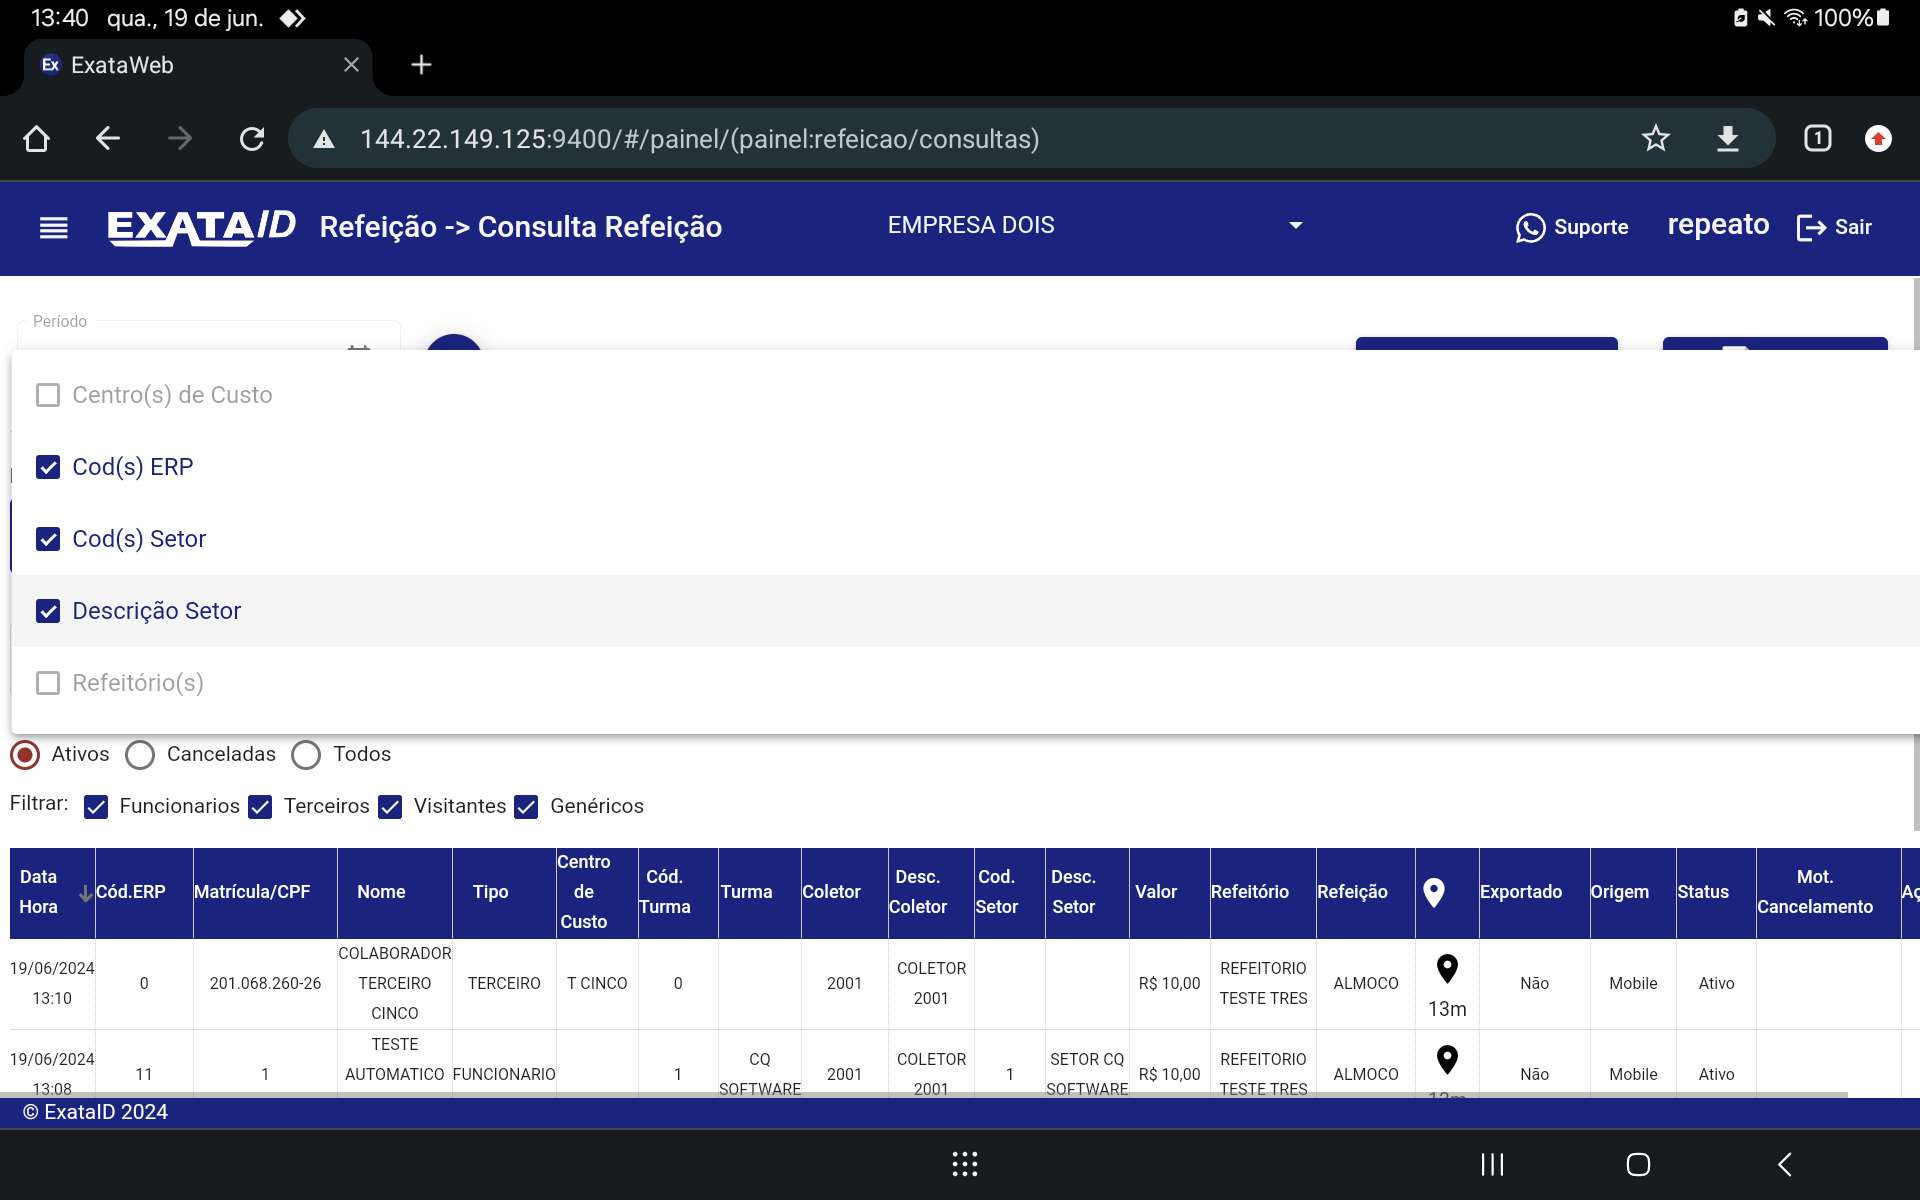 13:40 qua., 19 de jun. 100%
Ex ExataWeb
144.22.149.125:9400/#/painel/(painel:refeicao/consultas) 1
EXATA/ID Refeição -> Consulta Refeição EMPRESA DOIS Suporte repeato Sair
Período
Centro(s) de Custo
Cod(s) ERP
Cod(s) Setor
Descrição Setor
Refeitório(s)
Ativos Canceladas Todos
Filtrar: Funcionarios Terceiros Visitantes Genéricos
Data Hora Cód.ERP Matrícula/CPF Nome Tipo Centro de Custo Cód. Turma Turma Coletor Desc. Coletor Cod. Setor Desc. Setor Valor Refeitório Refeição Exportado Origem Status Mot. Cancelamento Aç
19/06/2024 13:10 0 201.068.260-26 COLABORADOR TERCEIRO CINCO TERCEIRO T CINCO 0 2001 COLETOR 2001 R$ 10,00 REFEITORIO TESTE TRES ALMOCO 13m Não Mobile Ativo
19/06/2024 13:08 11 1 TESTE AUTOMATICO FUNCIONARIO 1 CQ SOFTWARE 2001 COLETOR 2001 1 SETOR CQ SOFTWARE R$ 10,00 REFEITORIO TESTE TRES ALMOCO Não Mobile Ativo
© ExataID 2024